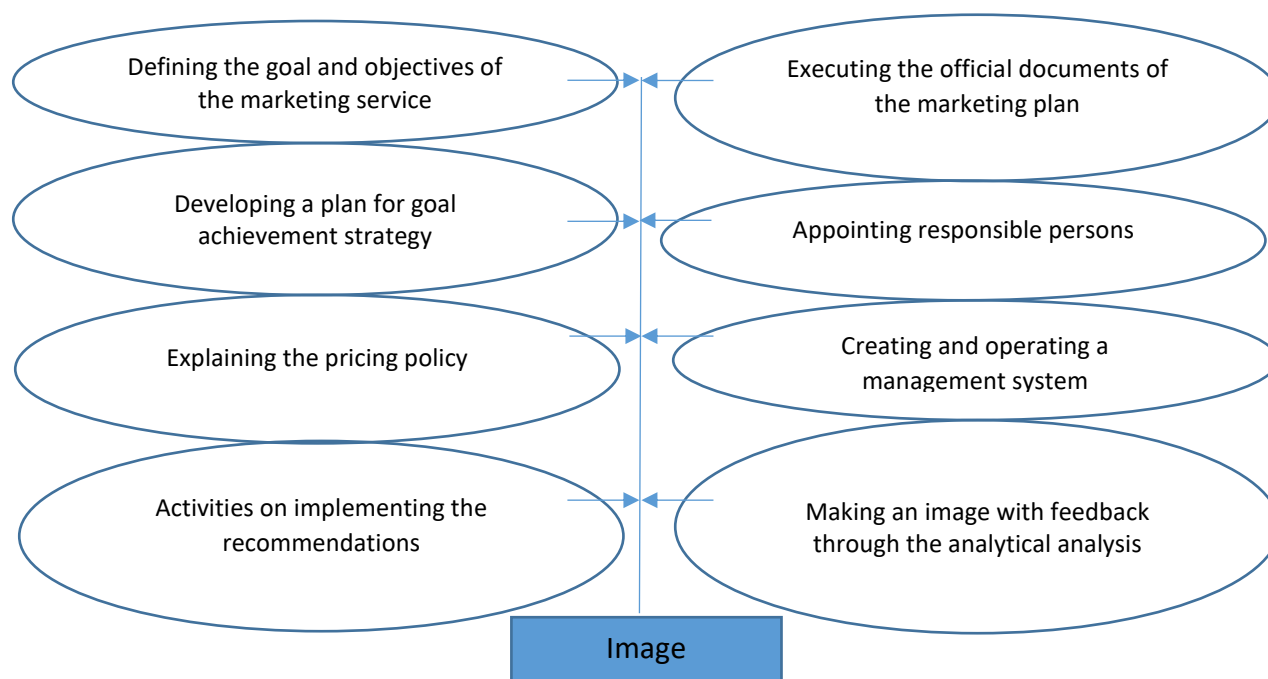 Defining the goal and objectives of
the marketing service
Executing the official documents of
the marketing plan
Developing a plan for goal
achievement strategy
Appointing responsible persons
Explaining the pricing policy
Creating and operating a
management system
Activities on implementing the
recommendations
Making an image with feedback
through the analytical analysis
Image